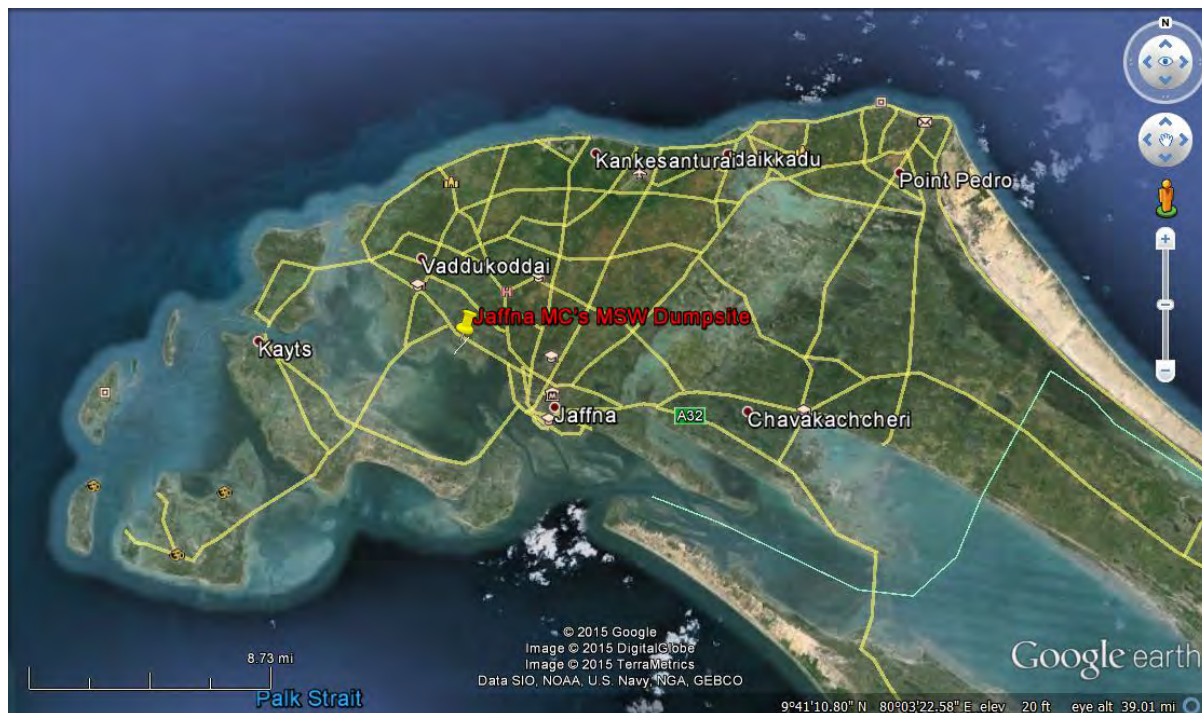 N
Kankesanturai
daikkadu
Point Pedro
Vaddukoddai
H
Jaffna MC's MSW Dumpsite
Kayts
Jaffna
A32
Chavakachcheri
© 2015 Google
Image © 2015 DigitalGlobe
Image © 2015 TerraMetrics
Data SIO, NOAA, U.S. Navy, NGA, GEBCO
Google earth
8.73 mi
Palk Strait
9°41'10.80" N 80°03'22.58" E elev 20 ft eye alt 39.01 mi